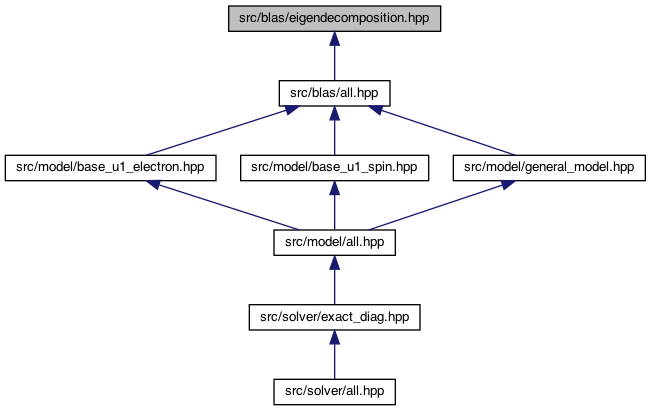 src/blas/eigendecomposition.hpp
src/blas/all.hpp
src/model/base_u1_electron.hpp
src/model/base_u1_spin.hpp
src/model/general_model.hpp
src/model/all.hpp
src/solver/exact_diag.hpp
src/solver/all.hpp